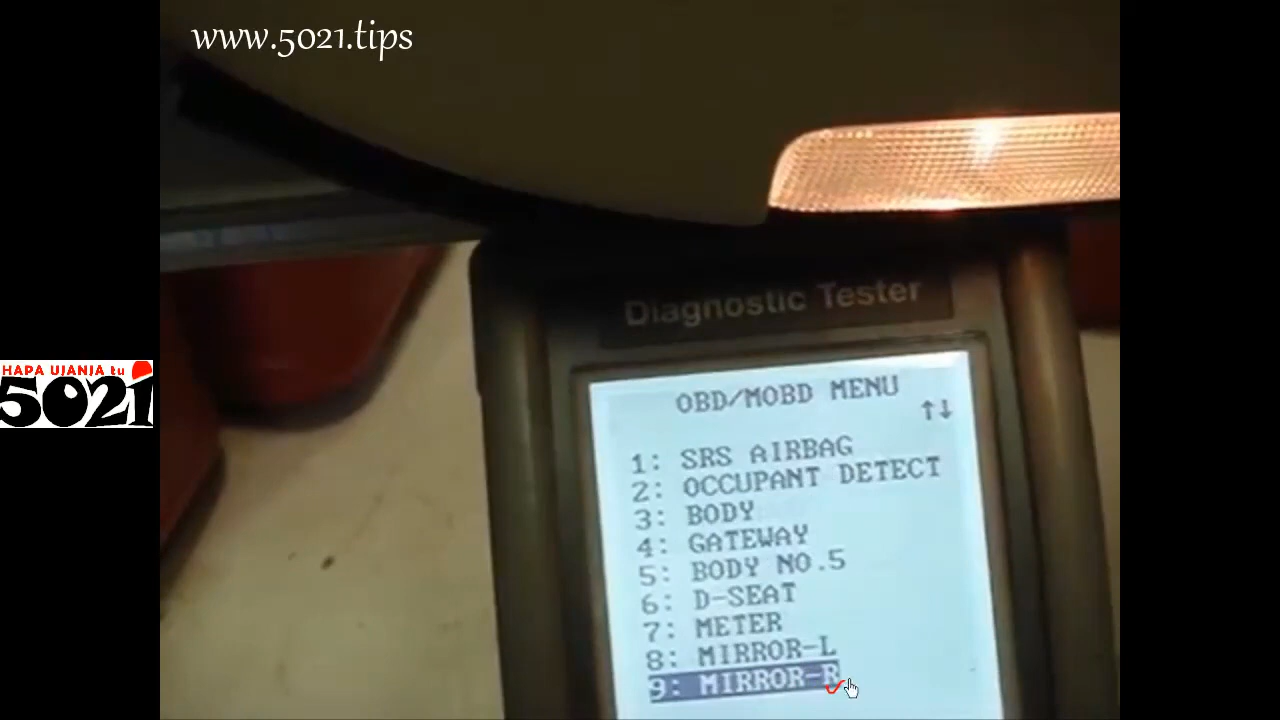 www.5021.tips
HAPA UJANJA tu
5021
Diagnostic Tester
OBD/MOBD MENU
↑↓
1: SRS AIRBAG
2: OCCUPANT DETECT
3: BODY
4: GATEWAY
5: BODY NO.5
6: D-SEAT
7: METER
8: MIRROR-L
9: MIRROR-R